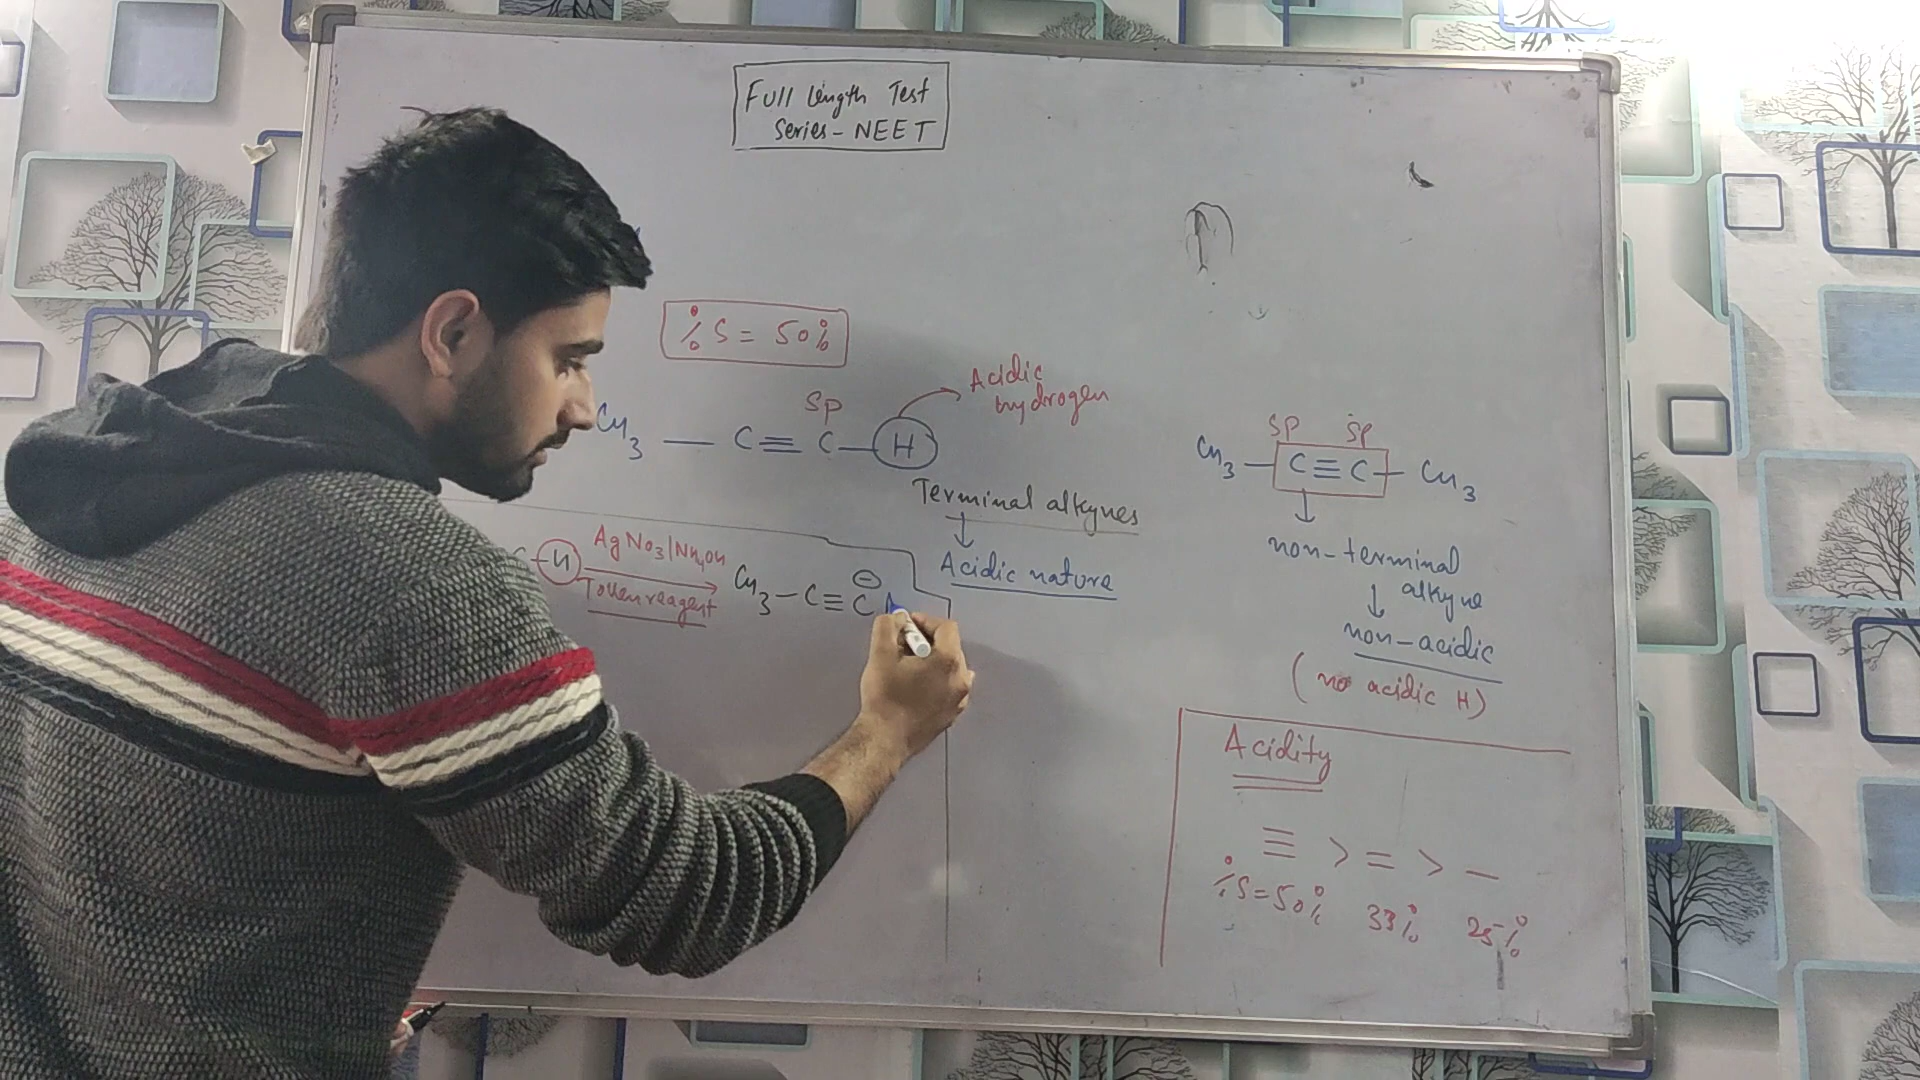 Full length Test
Series - NEET
% S = 50%
Acidic
hydrogen
SP
CH3 — C ≡ C — H
Terminal alkynes
↓
Acidic nature
C-H AgNO3|NH4OH
Tollen reagent
CH3 - C ≡ C ⊖ A
SP SP
CH3 — C ≡ C — CH3
↓
non-terminal
alkyne
↓
non-acidic
(no acidic H)
Acidity
≡ > = > —
% S = 50% 33% 25%